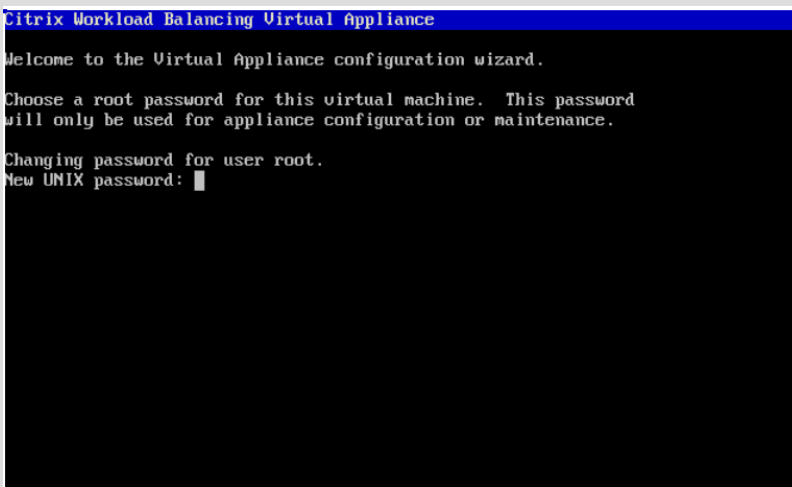 Citrix Workload Balancing Virtual Appliance
Welcome to the Virtual Appliance configuration wizard.
Choose a root password for this virtual machine.  This password
will only be used for appliance configuration or maintenance.
Changing password for user root.
New UNIX password: